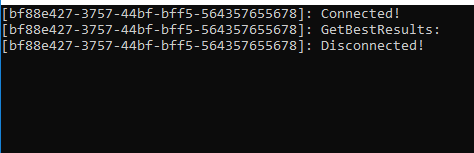 [bf88e427-3757-44bf-bff5-564357655678]: Connected!
[bf88e427-3757-44bf-bff5-564357655678]: GetBestResults:
[bf88e427-3757-44bf-bff5-564357655678]: Disconnected!